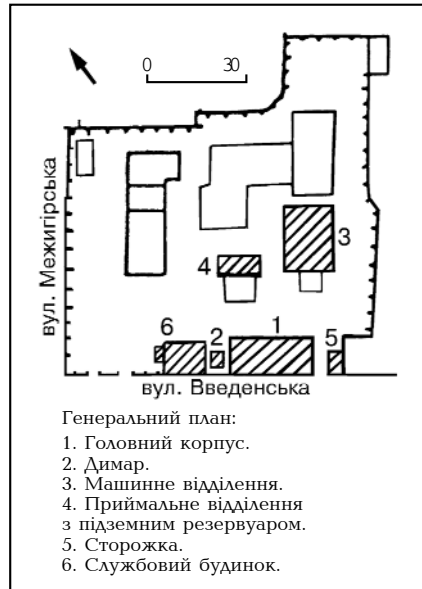 0 30
вул. Межигірська
3
4
6
2
1
5
вул. Введенська
Генеральний план:
1. Головний корпус.
2. Димар.
3. Машинне відділення.
4. Приймальне відділення
з підземним резервуаром.
5. Сторожка.
6. Службовий будинок.